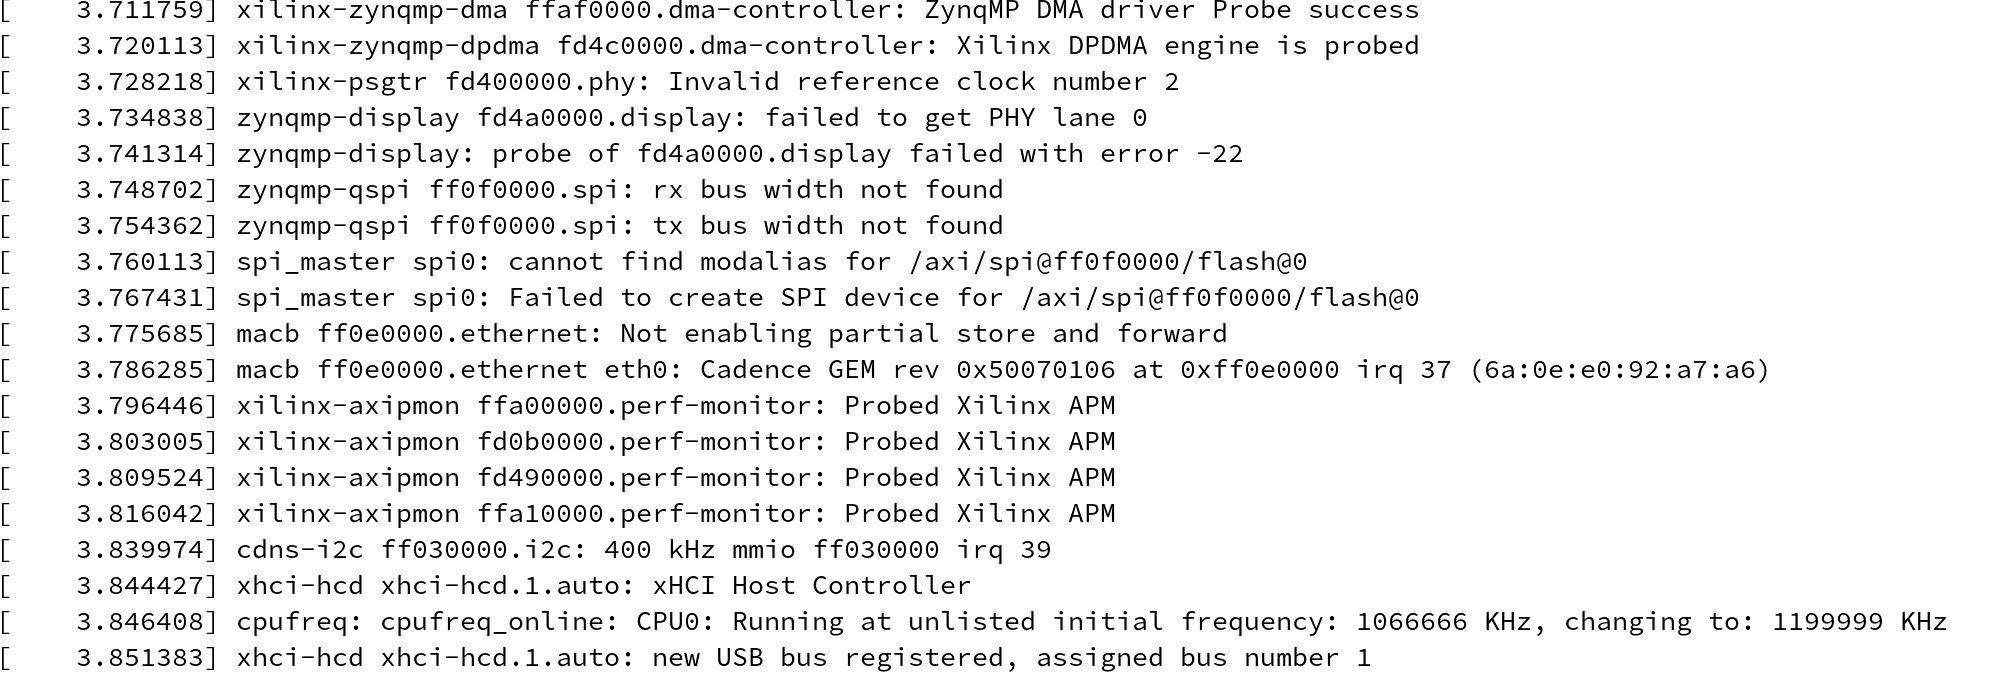 [    3.711759] xilinx-zynqmp-dma ffaf0000.dma-controller: ZynqMP DMA driver Probe success
[    3.720113] xilinx-zynqmp-dpdma fd4c0000.dma-controller: Xilinx DPDMA engine is probed
[    3.728218] xilinx-psgtr fd400000.phy: Invalid reference clock number 2
[    3.734838] zynqmp-display fd4a0000.display: failed to get PHY lane 0
[    3.741314] zynqmp-display: probe of fd4a0000.display failed with error -22
[    3.748702] zynqmp-qspi ff0f0000.spi: rx bus width not found
[    3.754362] zynqmp-qspi ff0f0000.spi: tx bus width not found
[    3.760113] spi_master spi0: cannot find modalias for /axi/spi@ff0f0000/flash@0
[    3.767431] spi_master spi0: Failed to create SPI device for /axi/spi@ff0f0000/flash@0
[    3.775685] macb ff0e0000.ethernet: Not enabling partial store and forward
[    3.786285] macb ff0e0000.ethernet eth0: Cadence GEM rev 0x50070106 at 0xff0e0000 irq 37 (6a:0e:e0:92:a7:a6)
[    3.796446] xilinx-axipmon ffa00000.perf-monitor: Probed Xilinx APM
[    3.803005] xilinx-axipmon fd0b0000.perf-monitor: Probed Xilinx APM
[    3.809524] xilinx-axipmon fd490000.perf-monitor: Probed Xilinx APM
[    3.816042] xilinx-axipmon ffa10000.perf-monitor: Probed Xilinx APM
[    3.839974] cdns-i2c ff030000.i2c: 400 kHz mmio ff030000 irq 39
[    3.844427] xhci-hcd xhci-hcd.1.auto: xHCI Host Controller
[    3.846408] cpufreq: cpufreq_online: CPU0: Running at unlisted initial frequency: 1066666 KHz, changing to: 1199999 KHz
[    3.851383] xhci-hcd xhci-hcd.1.auto: new USB bus registered, assigned bus number 1